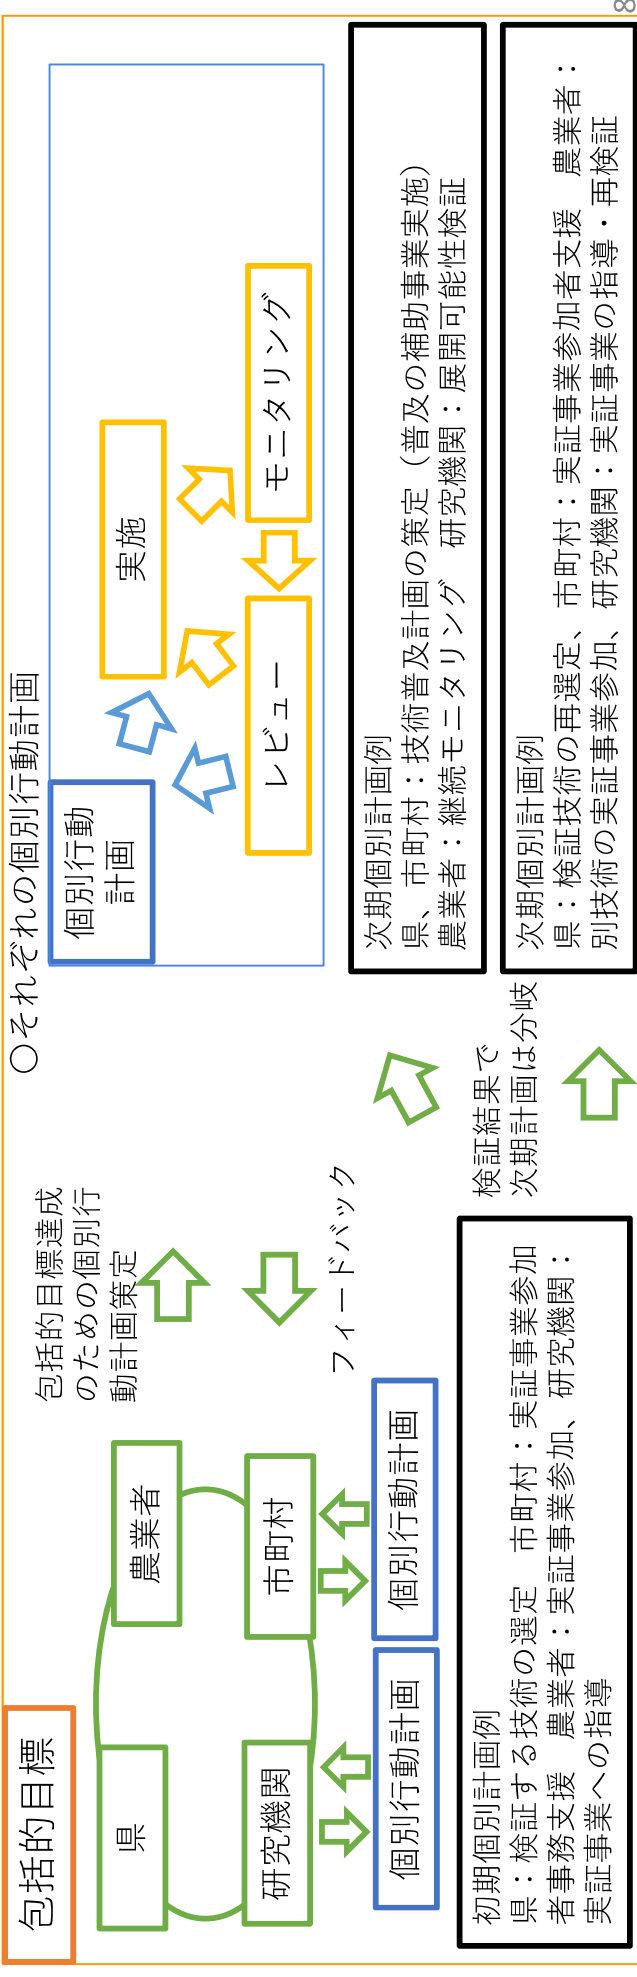 包括的目標
県
農業者
研究機関
市町村
個別行動計画
個別行動計画
包括的目標達成
のための個別行
動計画策定
フィードバック
〇それぞれの個別行動計画
個別行動
計画
実施
レビュー
モニタリング
初期個別計画例
県：検証する技術の選定　市町村：実証事業参加
者事務支援　農業者：実証事業参加、研究機関：
実証事業への指導
検証結果で
次期計画は分岐
次期個別計画例
県、市町村：技術普及計画の策定（普及の補助事業実施）
農業者：継続モニタリング　研究機関：展開可能性検証
次期個別計画例
県：検証技術の再選定、　市町村：実証事業参加者支援　農業者：
別技術の実証事業参加、研究機関：実証事業の指導・再検証
8